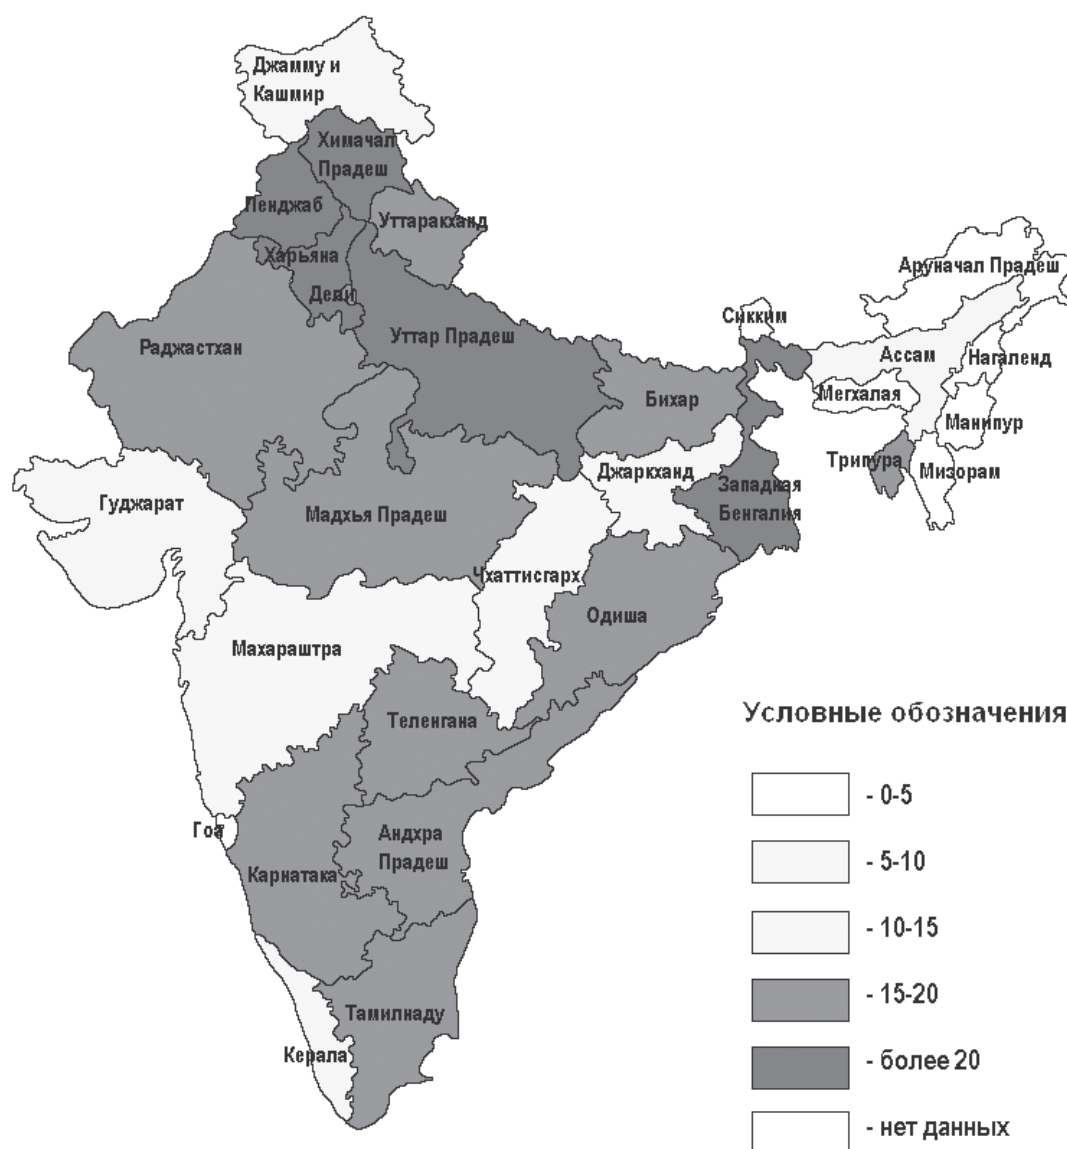 Джамму и
Кашмир
Химачал
Прадеш
Пенджаб
Уттаракханд
Харьяна
Дели
Аруначал Прадеш
Сикким
Раджастхан
Уттар Прадеш
Ассам
Нагаленд
Бихар
Мегхалая
Манипур
Трипура
Мизорам
Джаркханд
Гуджарат
Мадхья Прадеш
Западная
Бенгалия
Чхаттисгарх
Одиша
Махараштра
Теленгана
Гоа
Андхра
Прадеш
Карнатака
Тамилнаду
Керала
Условные обозначения
- 0-5
- 5-10
- 10-15
- 15-20
- более 20
- нет данных